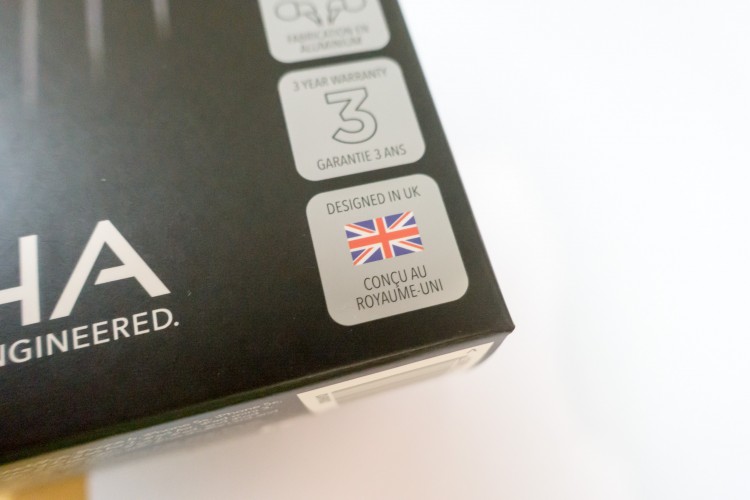 FABRICATION EN
ALUMINIUM
3 YEAR WARRANTY
3
GARANTIE 3 ANS
DESIGNED IN UK
CONÇU AU
ROYAUME-UNI
HA
NGINEERED.